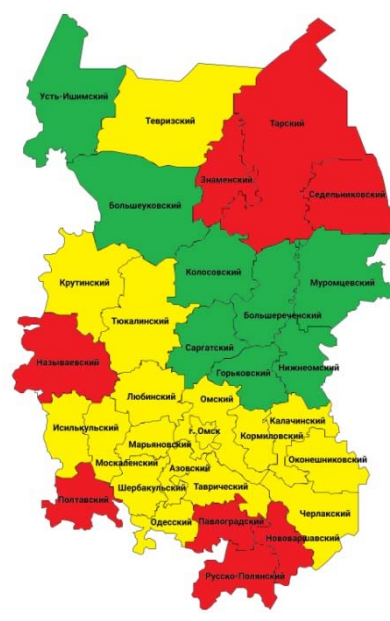 Усть-Ишимский
Тевризский
Тарский
Знаменский
Седельниковский
Большеуковский
Колосовский
Муромцевский
Крутинский
Большереченский
Тюкалинский
Саргатский
Называевский
Горьковский
Нижнеомский
Любинский
Омский
Калачинский
Исилькульский
г. Омск
Кормиловский
Марьяновский
Оконешниковский
Москаленский
Азовский
Шербакульский
Таврический
Полтавский
Черлакский
Одесский
Павлоградский
Нововаршавский
Русско-Полянский